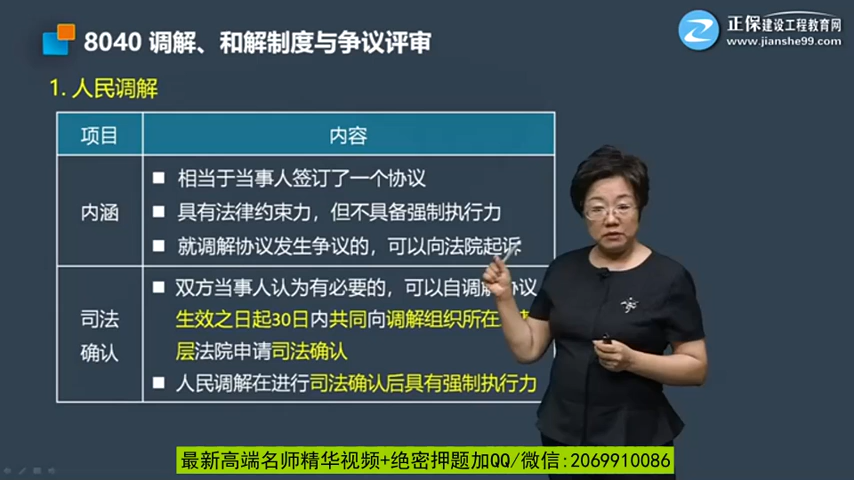 8040 调解、和解制度与争议评审
正保建设工程教育网
www.jianshe99.com
1. 人民调解
项目
内容
内涵
■ 相当于当事人签订了一个协议
■ 具有法律约束力，但不具备强制执行力
■ 就调解协议发生争议的，可以向法院起诉
司法
确认
■ 双方当事人认为有必要的，可以自调解协议
生效之日起30日内共同向调解组织所在
层法院申请司法确认
■ 人民调解在进行司法确认后具有强制执行力
最新高端名师精华视频+绝密押题加QQ/微信:2069910086